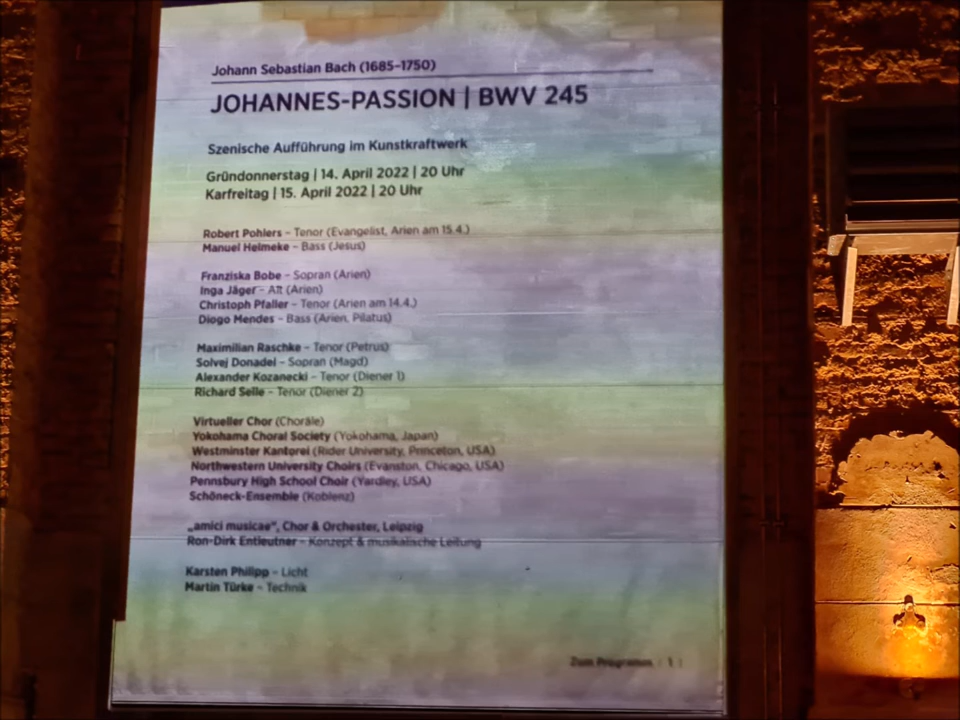 Johann Sebastian Bach (1685–1750)
JOHANNES-PASSION | BWV 245
Szenische Aufführung im Kunstkraftwerk
Gründonnerstag | 14. April 2022 | 20 Uhr
Karfreitag | 15. April 2022 | 20 Uhr
Robert Pohlers – Tenor (Evangelist, Arien am 15.4.)
Manuel Helmeke – Bass (Jesus)
Franziska Bobe – Sopran (Arien)
Inga Jäger – Alt (Arien)
Christoph Pfaller – Tenor (Arien am 14.4.)
Diogo Mendes – Bass (Arien, Pilatus)
Maximilian Raschke – Tenor (Petrus)
Solvej Donadel – Sopran (Magd)
Alexander Kozanecki – Tenor (Diener 1)
Richard Selle – Tenor (Diener 2)
Virtueller Chor (Choräle)
Yokohama Choral Society (Yokohama, Japan)
Westminster Kantorei (Rider University, Princeton, USA)
Northwestern University Choirs (Evanston, Chicago, USA)
Pennsbury High School Choir (Yardley, USA)
Schöneck-Ensemble (Koblenz)
„amici musicae“, Chor & Orchester, Leipzig
Ron-Dirk Entleutner – Konzept & musikalische Leitung
Karsten Philipp – Licht
Martin Türke – Technik
Zum Programm | 1 |